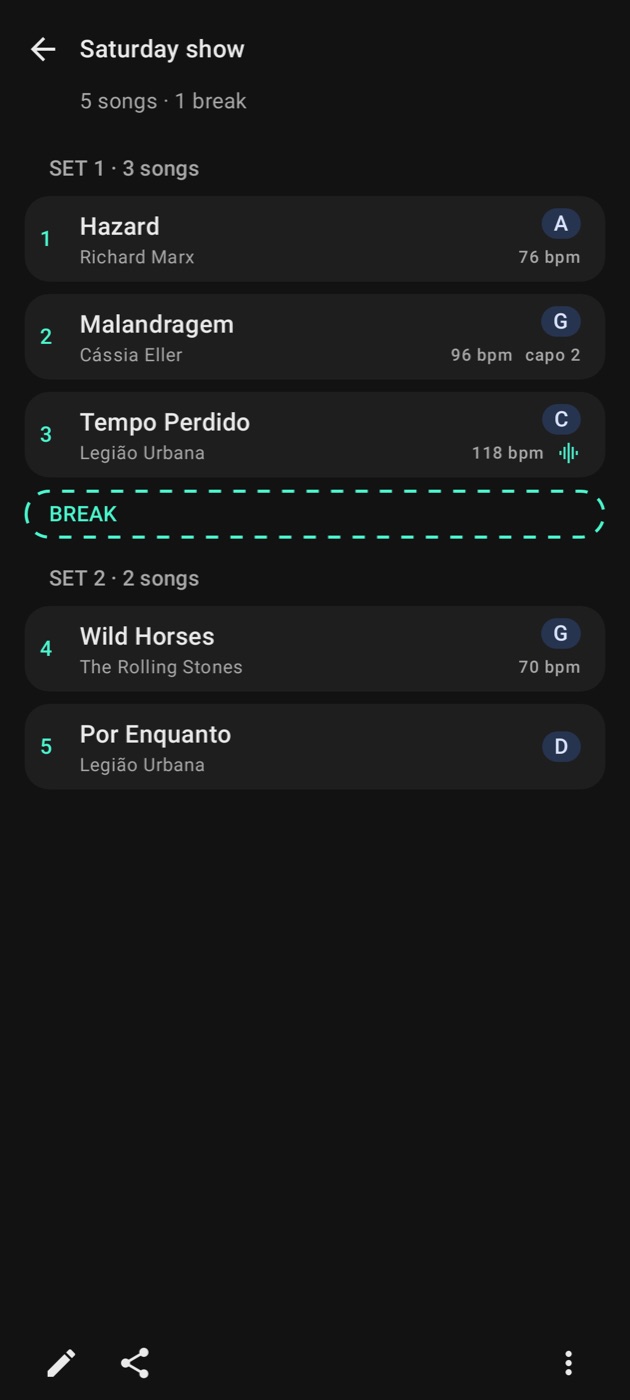 Saturday show
5 songs · 1 break
SET 1 · 3 songs
1 Hazard A
Richard Marx 76 bpm
2 Malandragem G
Cássia Eller 96 bpm capo 2
3 Tempo Perdido C
Legião Urbana 118 bpm
BREAK
SET 2 · 2 songs
4 Wild Horses G
The Rolling Stones 70 bpm
5 Por Enquanto D
Legião Urbana